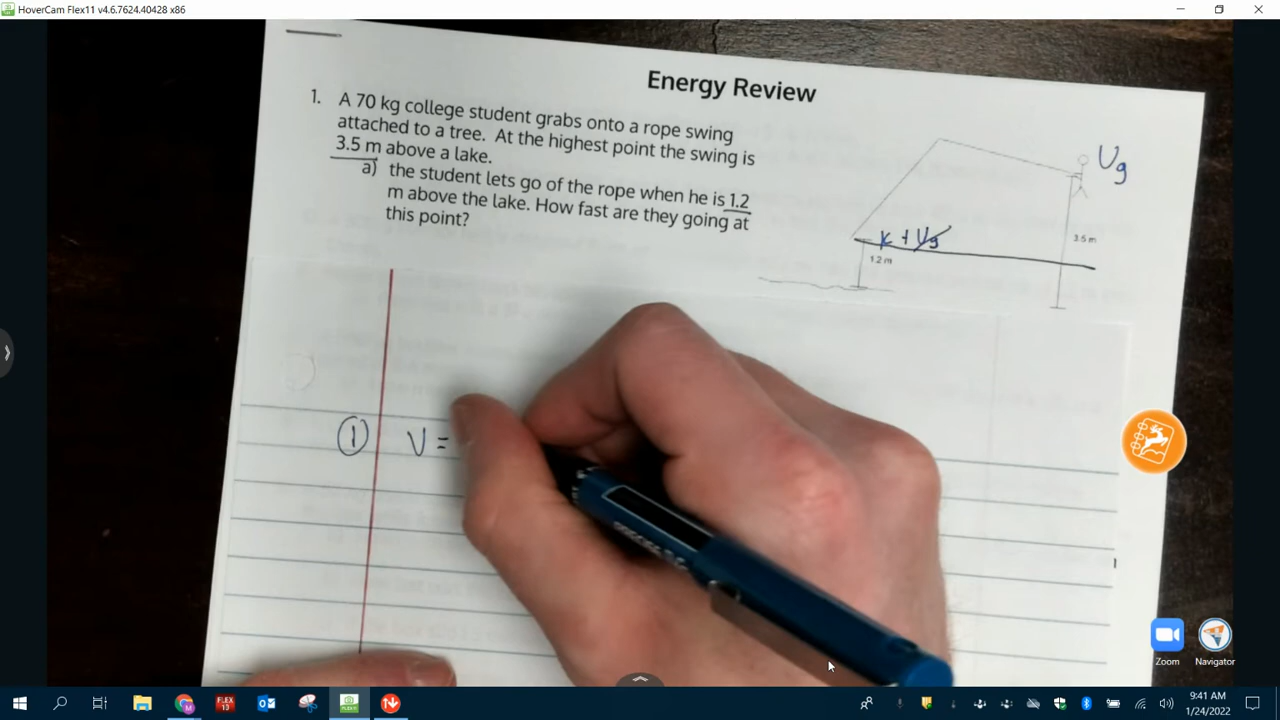 HoverCam Flex11 v4.6.7624.40428 x86
Energy Review
1. A 70 kg college student grabs onto a rope swing
attached to a tree. At the highest point the swing is
3.5 m above a lake.
a) the student lets go of the rope when he is 1.2
m above the lake. How fast are they going at
this point?
Ug
K + Ug
3.5 m
1.2 m
① V =
Zoom
Navigator
FLEX
9:41 AM
1/24/2022